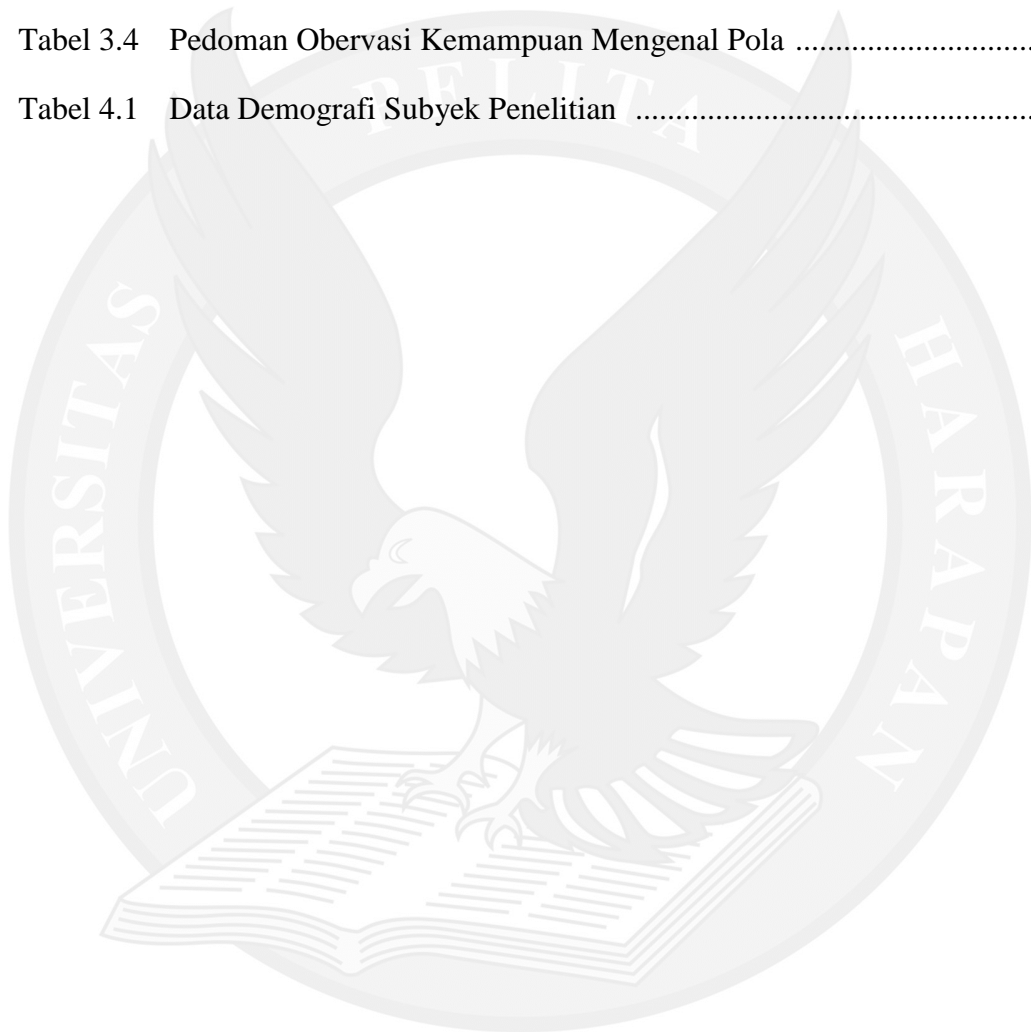 Tabel 3.4 Pedoman Obervasi Kemampuan Mengenal Pola ..............................
Tabel 4.1 Data Demografi Subyek Penelitian ..................................................
UNIVERSITAS PELITA HARAPAN